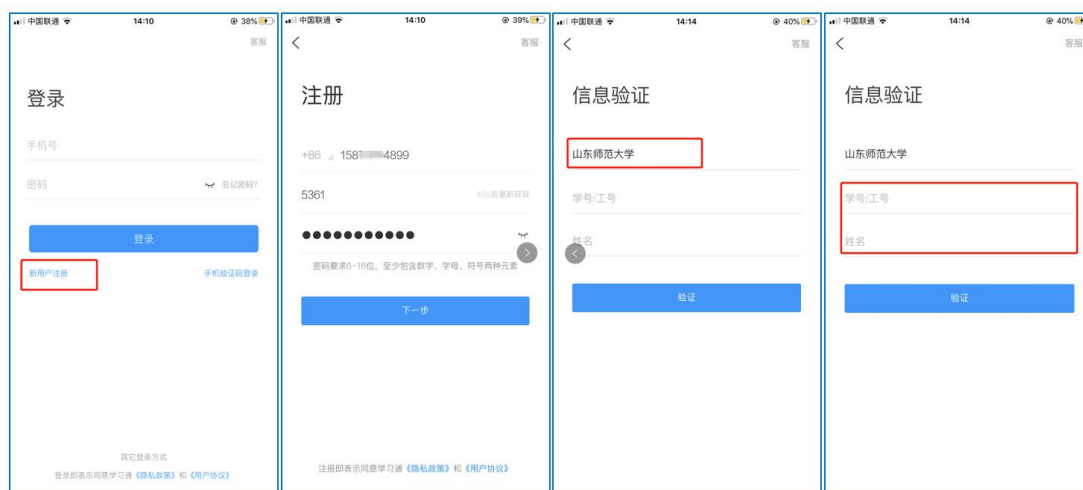 中国联通
14:10
38%
客服
登录
手机号
密码
忘记密码?
登录
新用户注册
手机验证码登录
其它登录方式
登录即表示同意学习通《隐私政策》和《用户协议》
中国联通
14:10
39%
客服
注册
+86 158 4899
5361
43s后重新获取
密码要求6-16位，至少包含数字、字母、符号两种元素
下一步
注册即表示同意学习通《隐私政策》和《用户协议》
中国联通
14:14
40%
客服
信息验证
山东师范大学
学号/工号
姓名
验证
中国联通
14:14
40%
客服
信息验证
山东师范大学
学号/工号
姓名
验证